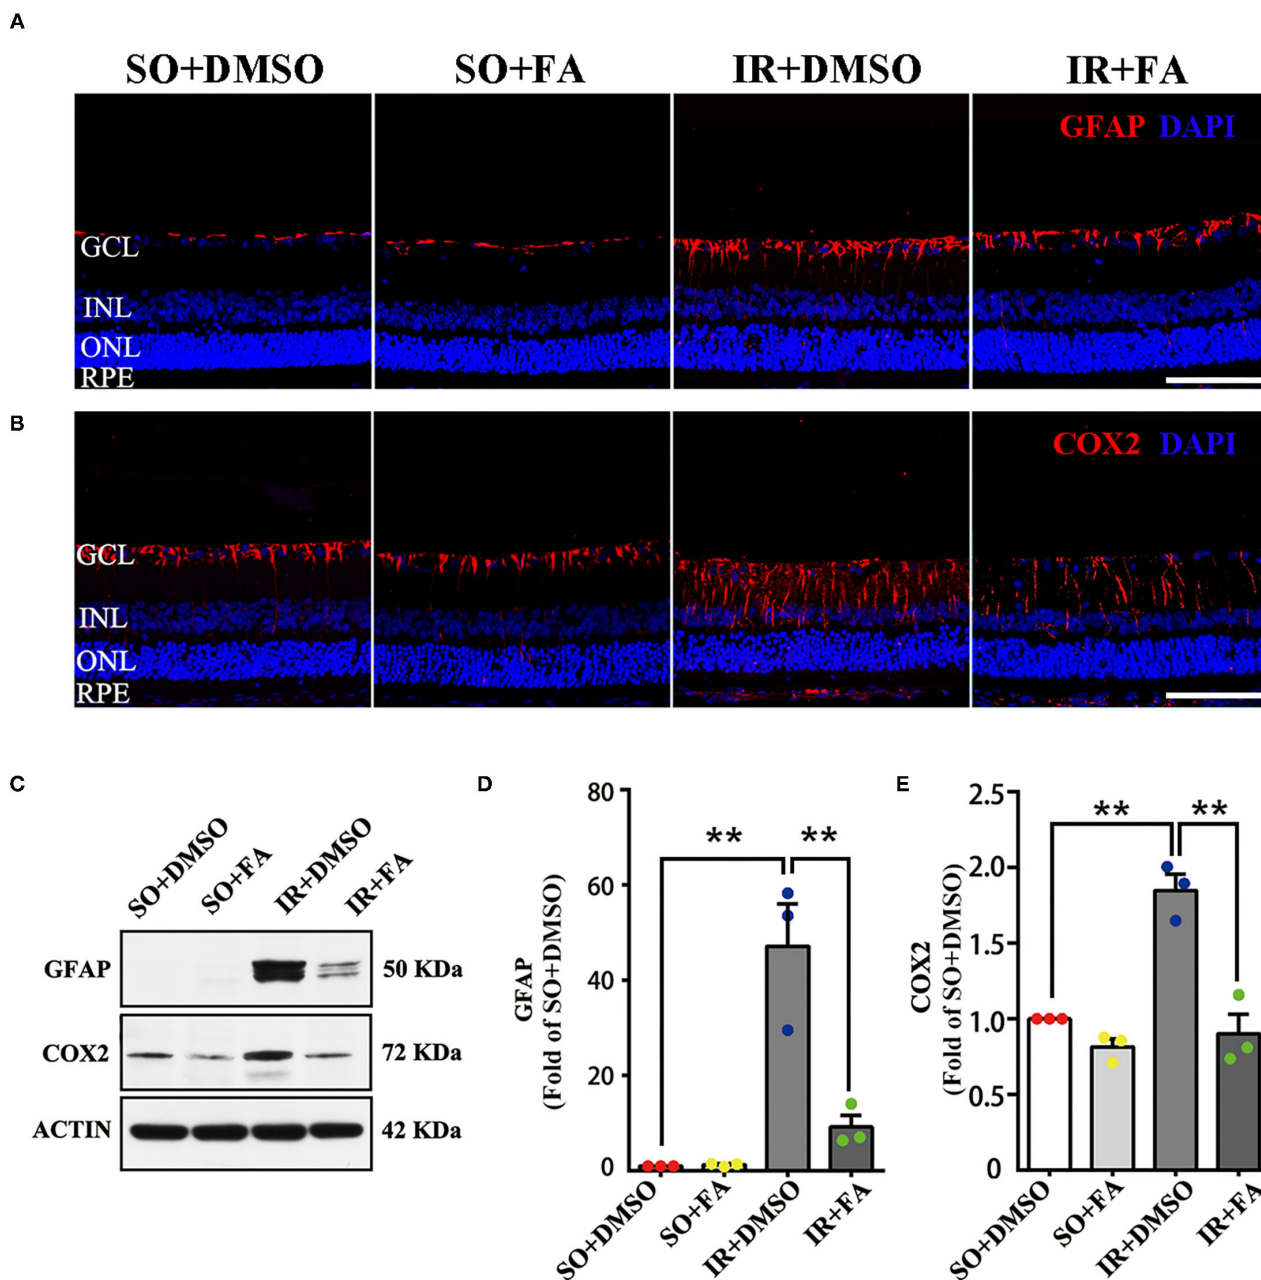 A
SO+DMSO SO+FA IR+DMSO IR+FA
GFAP DAPI
GCL
INL
ONL
RPE
B
COX2 DAPI
GCL
INL
ONL
RPE
C
SO+DMSO SO+FA IR+DMSO IR+FA
GFAP 50 KDa
COX2 72 KDa
ACTIN 42 KDa
D
GFAP
(Fold of SO+DMSO)
80
60
40
20
0
** **
SO+DMSO SO+FA IR+DMSO IR+FA
E
COX2
(Fold of SO+DMSO)
2.5
2.0
1.5
1.0
0.5
0
** **
SO+DMSO SO+FA IR+DMSO IR+FA